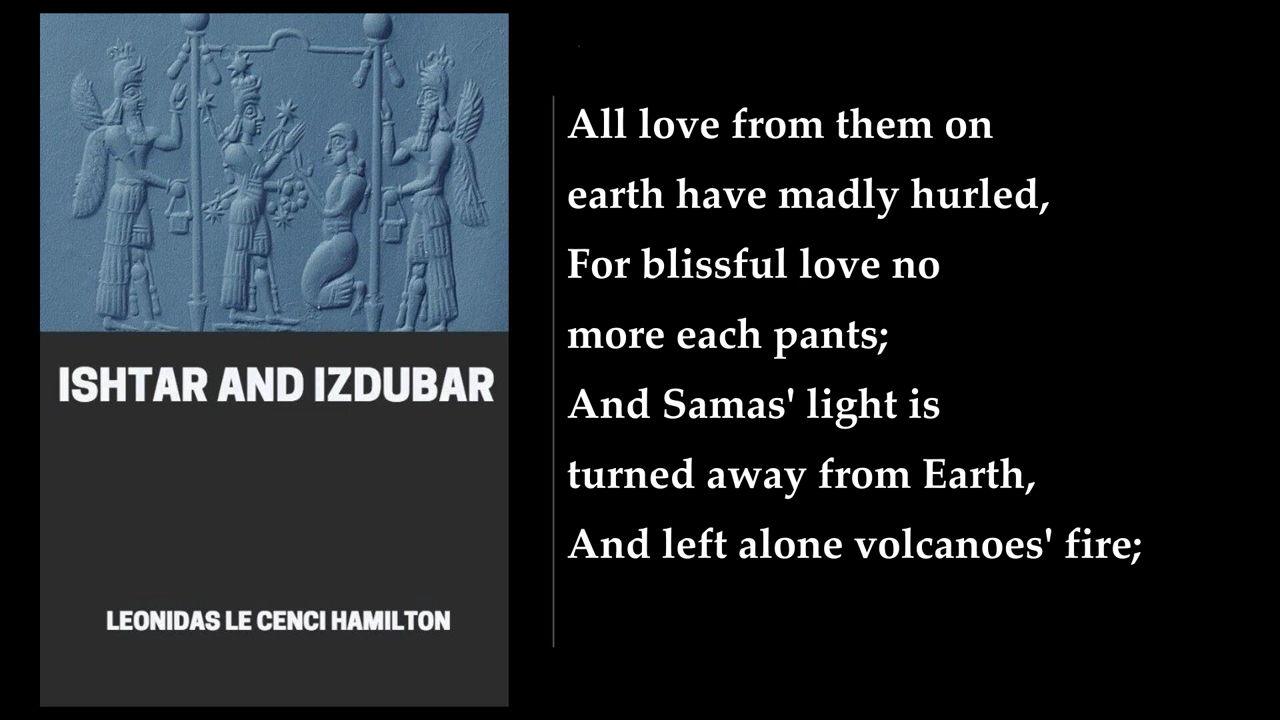 ISHTAR AND IZDUBAR
LEONIDAS LE CENCI HAMILTON
All love from them on
earth have madly hurled,
For blissful love no
more each pants;
And Samas' light is
turned away from Earth,
And left alone volcanoes' fire;